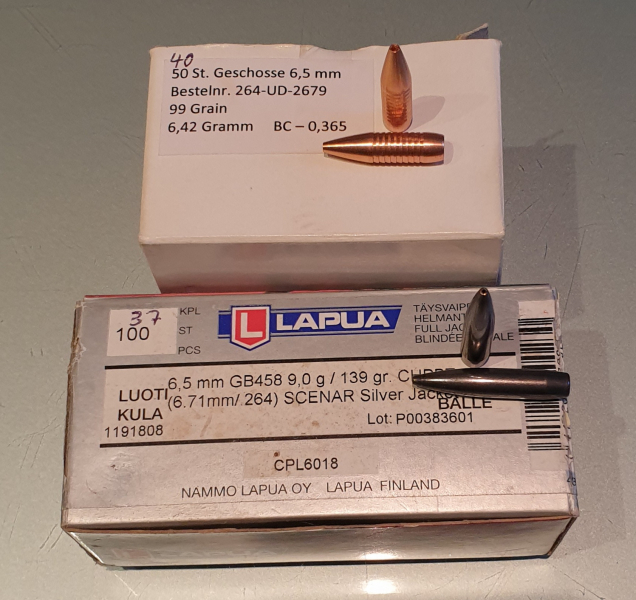 40
50 St. Geschosse 6,5 mm
Bestelnr. 264-UD-2679
99 Grain
6,42 Gramm BC – 0,365
37
100
KPL
ST
PCS
L LAPUA
HELMANT
FULL JAC
BLINDÉE ALE
LUOTI
KULA
1191808
6,5 mm GB458 9,0 g / 139 gr.
(6.71mm/.264) SCENAR Silver Jack
BALLE
Lot: P00383601
CPL6018
NAMMO LAPUA OY LAPUA FINLAND